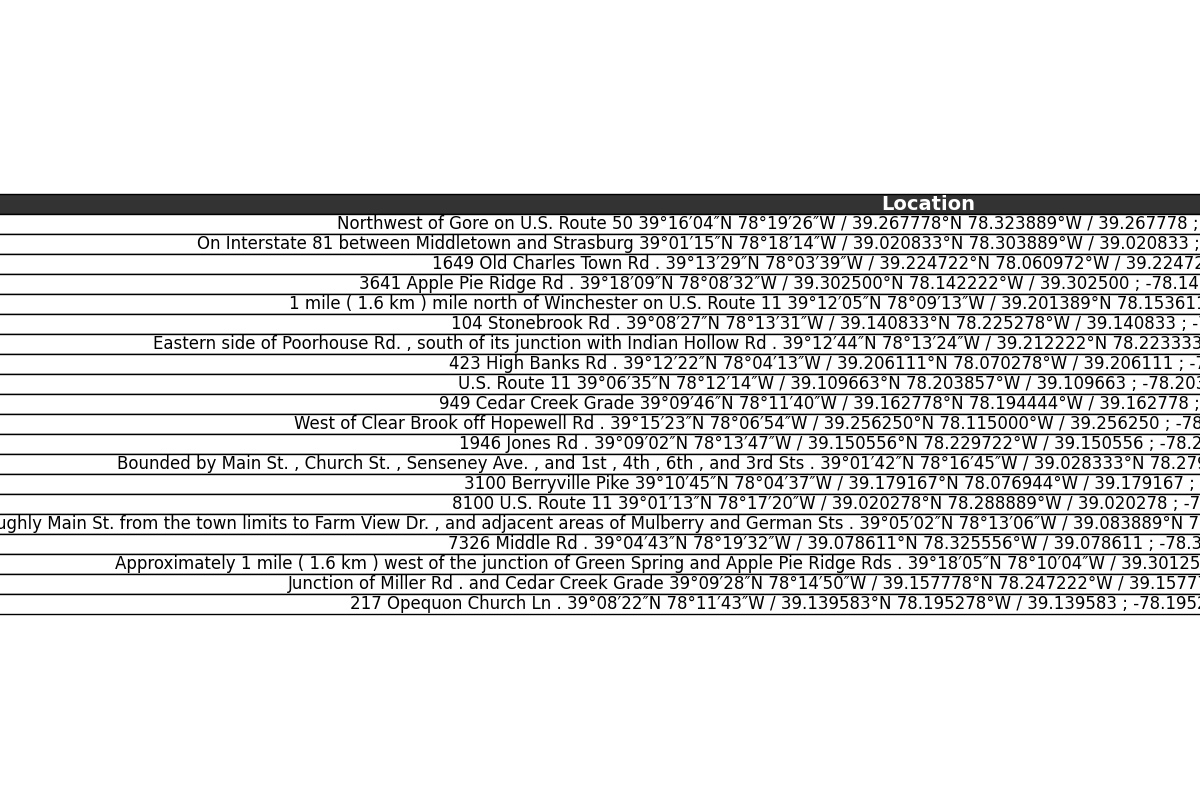 Location
Northwest of Gore on U.S. Route 50 39°16′04″N 78°19′26″W / 39.267778°N 78.323889°W / 39.267778 ;
On Interstate 81 between Middletown and Strasburg 39°01′15″N 78°18′14″W / 39.020833°N 78.303889°W / 39.020833 ;
1649 Old Charles Town Rd . 39°13′29″N 78°03′39″W / 39.224722°N 78.060972°W / 39.22472
3641 Apple Pie Ridge Rd . 39°18′09″N 78°08′32″W / 39.302500°N 78.142222°W / 39.302500 ; -78.14
1 mile ( 1.6 km ) mile north of Winchester on U.S. Route 11 39°12′05″N 78°09′13″W / 39.201389°N 78.153611
104 Stonebrook Rd . 39°08′27″N 78°13′31″W / 39.140833°N 78.225278°W / 39.140833 ; -
Eastern side of Poorhouse Rd. , south of its junction with Indian Hollow Rd . 39°12′44″N 78°13′24″W / 39.212222°N 78.223333
423 High Banks Rd . 39°12′22″N 78°04′13″W / 39.206111°N 78.070278°W / 39.206111 ; -7
U.S. Route 11 39°06′35″N 78°12′14″W / 39.109663°N 78.203857°W / 39.109663 ; -78.203
949 Cedar Creek Grade 39°09′46″N 78°11′40″W / 39.162778°N 78.194444°W / 39.162778 ;
West of Clear Brook off Hopewell Rd . 39°15′23″N 78°06′54″W / 39.256250°N 78.115000°W / 39.256250 ; -78
1946 Jones Rd . 39°09′02″N 78°13′47″W / 39.150556°N 78.229722°W / 39.150556 ; -78.2
Bounded by Main St. , Church St. , Senseney Ave. , and 1st , 4th , 6th , and 3rd Sts . 39°01′42″N 78°16′45″W / 39.028333°N 78.279
3100 Berryville Pike 39°10′45″N 78°04′37″W / 39.179167°N 78.076944°W / 39.179167 ;
8100 U.S. Route 11 39°01′13″N 78°17′20″W / 39.020278°N 78.288889°W / 39.020278 ; -7
ughly Main St. from the town limits to Farm View Dr. , and adjacent areas of Mulberry and German Sts . 39°05′02″N 78°13′06″W / 39.083889°N 7
7326 Middle Rd . 39°04′43″N 78°19′32″W / 39.078611°N 78.325556°W / 39.078611 ; -78.3
Approximately 1 mile ( 1.6 km ) west of the junction of Green Spring and Apple Pie Ridge Rds . 39°18′05″N 78°10′04″W / 39.30125
Junction of Miller Rd . and Cedar Creek Grade 39°09′28″N 78°14′50″W / 39.157778°N 78.247222°W / 39.1577
217 Opequon Church Ln . 39°08′22″N 78°11′43″W / 39.139583°N 78.195278°W / 39.139583 ; -78.1952